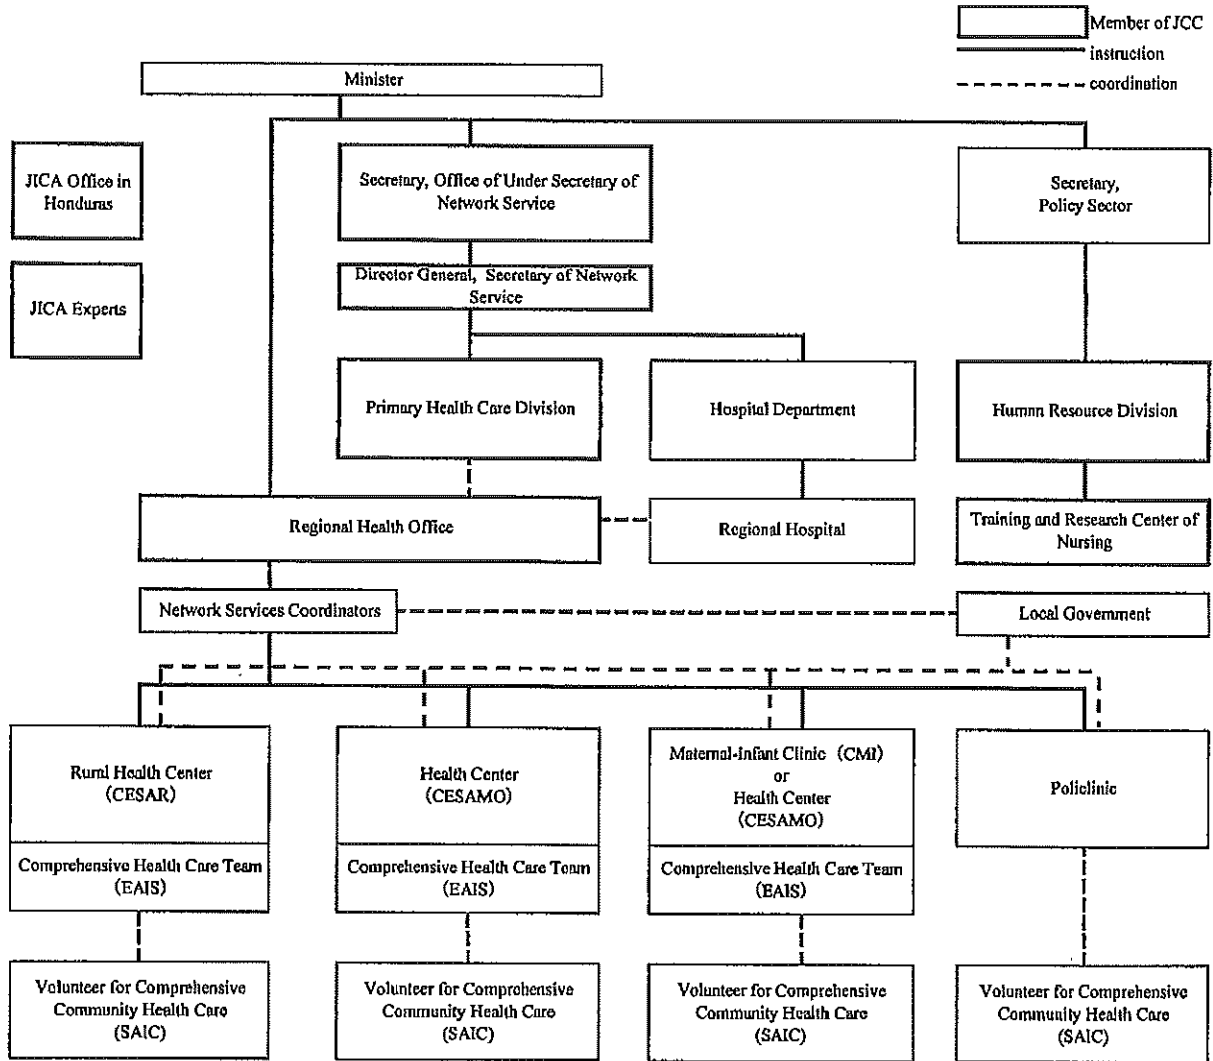 Member of JCC
instruction
coordination
Minister
JICA Office in
Honduras
Secretary, Office of Under Secretary of
Network Service
Secretary,
Policy Sector
JICA Experts
Director General, Secretary of Network
Service
Primary Health Care Division
Hospital Department
Human Resource Division
Regional Health Office
Regional Hospital
Training and Research Center of
Nursing
Network Services Coordinators
Local Government
Rural Health Center
(CESAR)
Comprehensive Health Care Team
(EAIS)
Health Center
(CESAMO)
Comprehensive Health Care Team
(EAIS)
Maternal-Infant Clinic (CMI)
or
Health Center
(CESAMO)
Comprehensive Health Care Team
(EAIS)
Policlinic
Volunteer for Comprehensive
Community Health Care
(SAIC)
Volunteer for Comprehensive
Community Health Care
(SAIC)
Volunteer for Comprehensive
Community Health Care
(SAIC)
Volunteer for Comprehensive
Community Health Care
(SAIC)